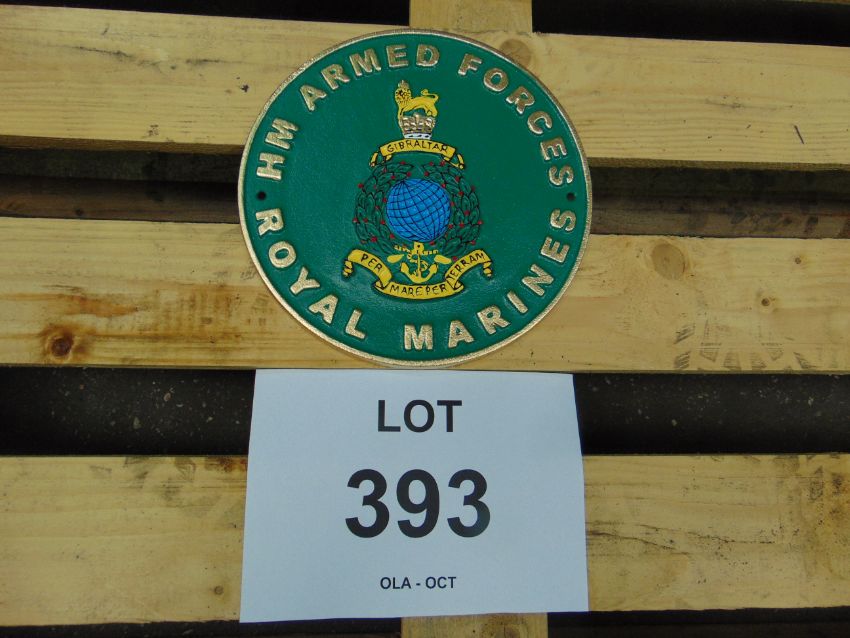 HM ARMED FORCES
GIBRALTAR
PER MARE PER TERRAM
ROYAL MARINES
LOT
393
OLA - OCT